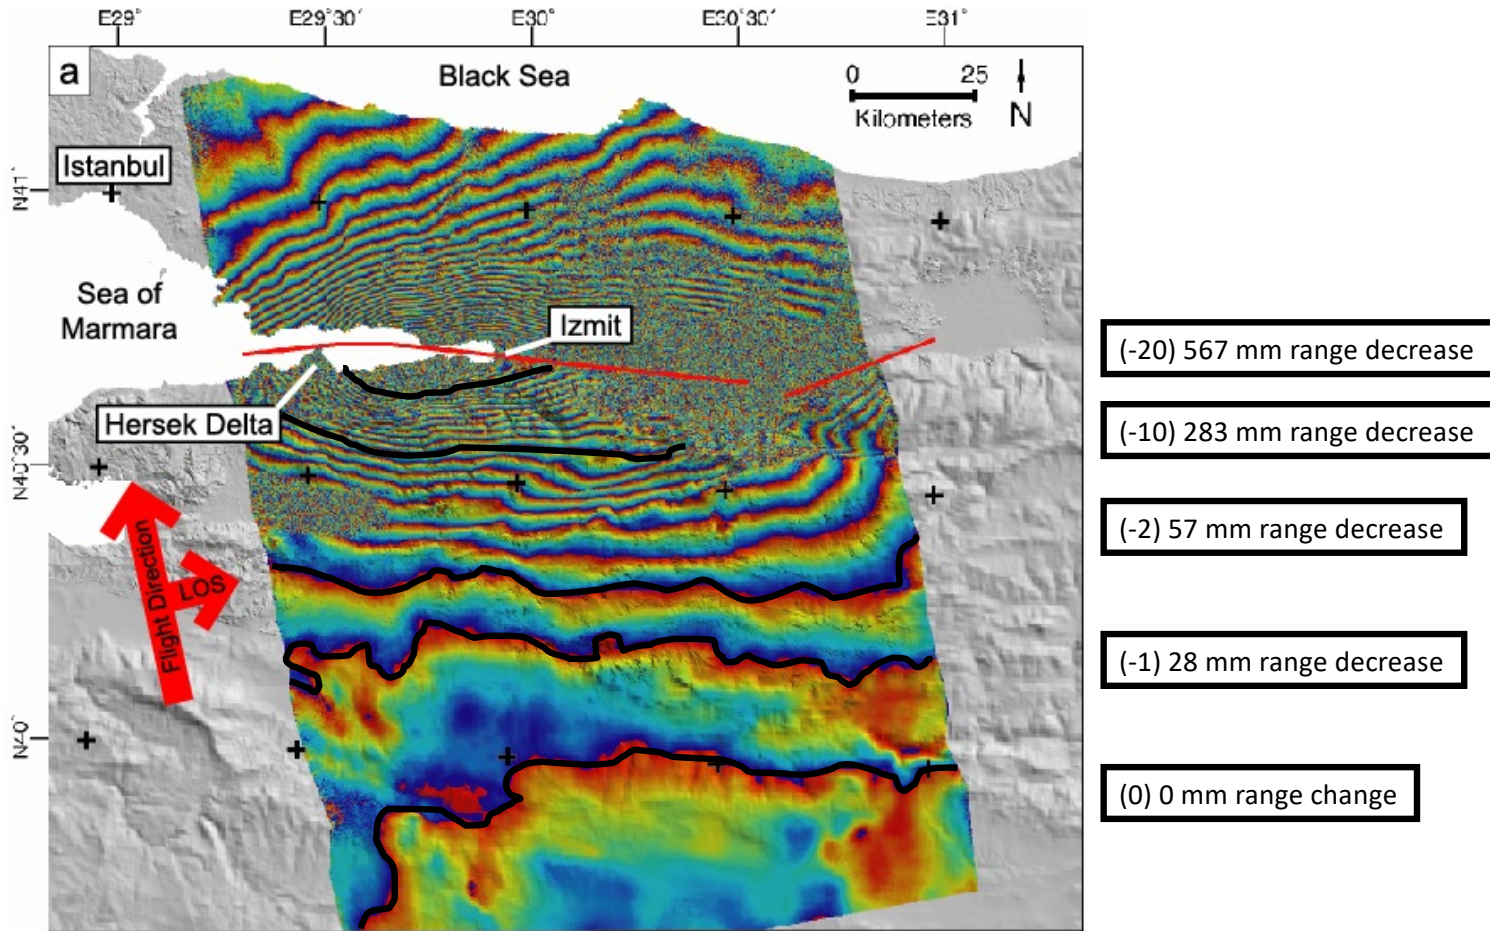 E29°
E29°30'
E30°
E30°30'
E31°
a
Black Sea
0 25
Kilometers
N
Istanbul
N41°
Sea of
Marmara
Izmit
Hersek Delta
N40°30'
Flight Direction
LOS
N40°
(-20) 567 mm range decrease
(-10) 283 mm range decrease
(-2) 57 mm range decrease
(-1) 28 mm range decrease
(0) 0 mm range change